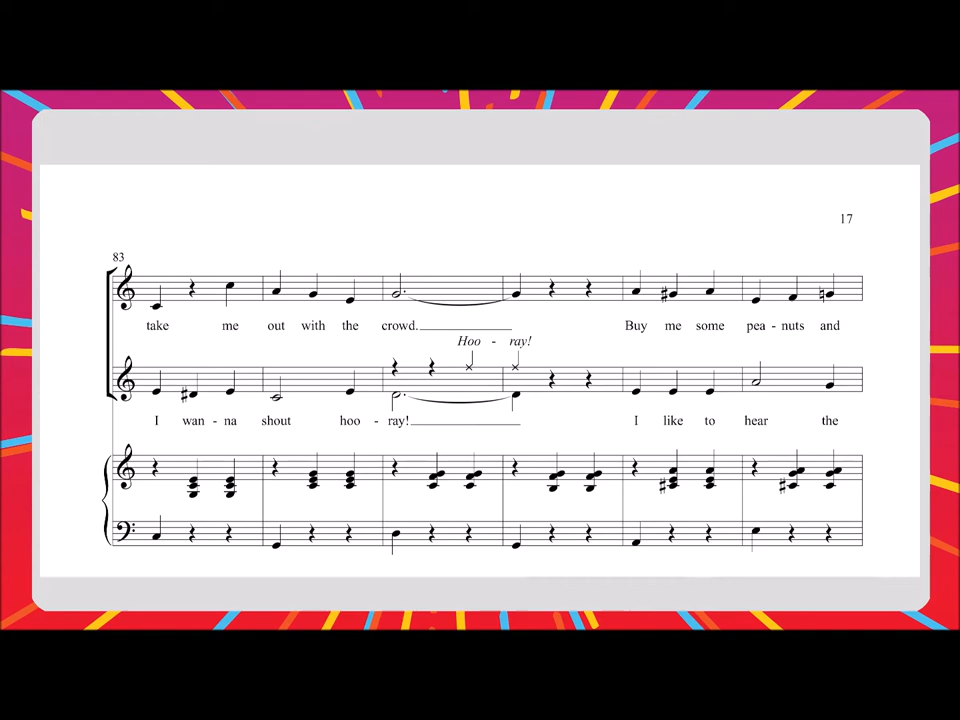 17
83
take me out with the crowd.
Hoo - ray!
Buy me some pea - nuts and
I wan - na shout hoo - ray!
I like to hear the